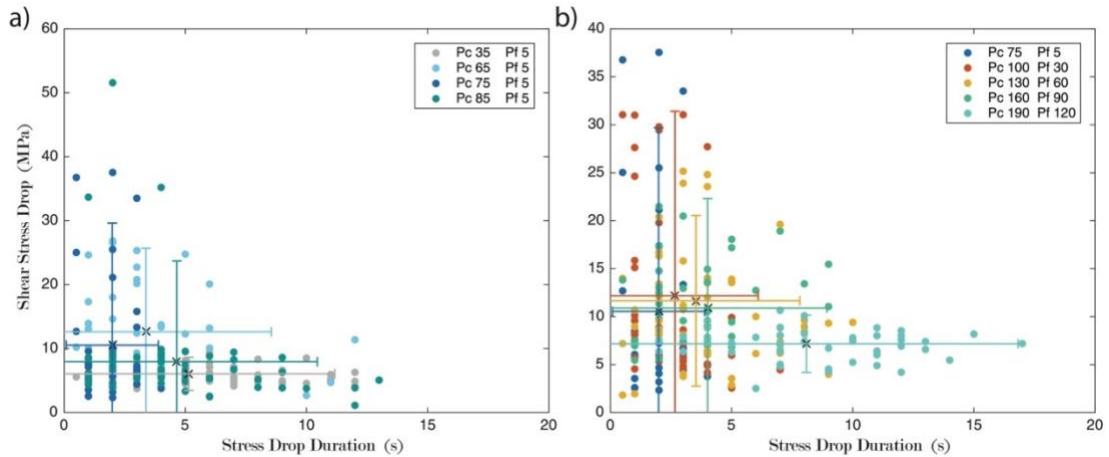 a)
60
50
40
30
20
10
0
Shear Stress Drop (MPa)
0 5 10 15 20
Stress Drop Duration (s)
Pc 35 Pf 5
Pc 65 Pf 5
Pc 75 Pf 5
Pc 85 Pf 5
b)
40
35
30
25
20
15
10
5
0
0 5 10 15 20
Stress Drop Duration (s)
Pc 75 Pf 5
Pc 100 Pf 30
Pc 130 Pf 60
Pc 160 Pf 90
Pc 190 Pf 120